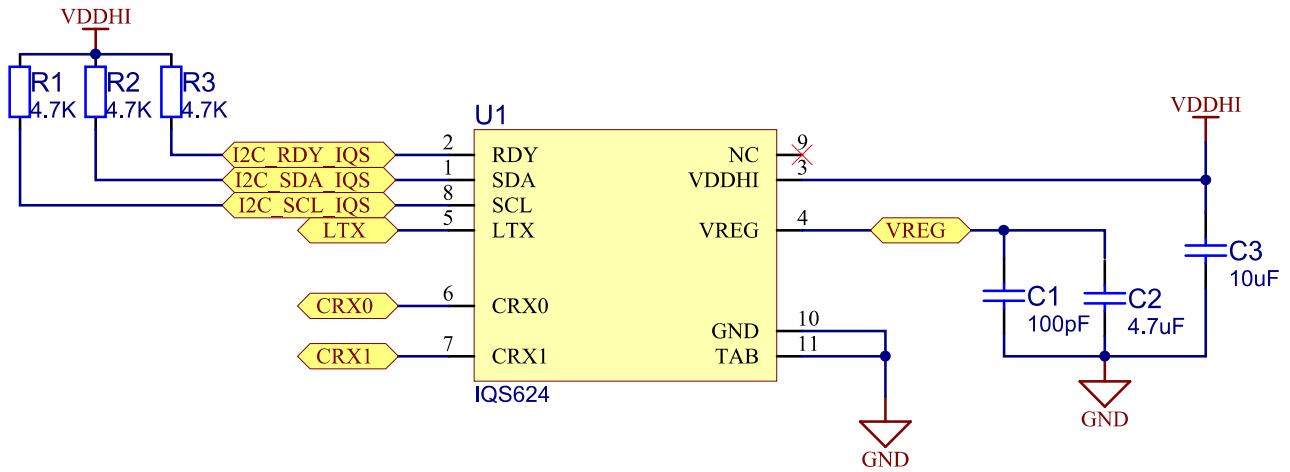 VDDHI
R1
4.7K
R2
4.7K
R3
4.7K
U1
VDDHI
I2C_RDY_IQS
2
RDY
NC
9
I2C_SDA_IQS
1
SDA
VDDHI
3
I2C_SCL_IQS
8
SCL
LTX
5
LTX
VREG
4
VREG
C3
10uF
CRX0
6
CRX0
C1
100pF
C2
4.7uF
GND
10
CRX1
7
CRX1
TAB
11
IQS624
GND
GND